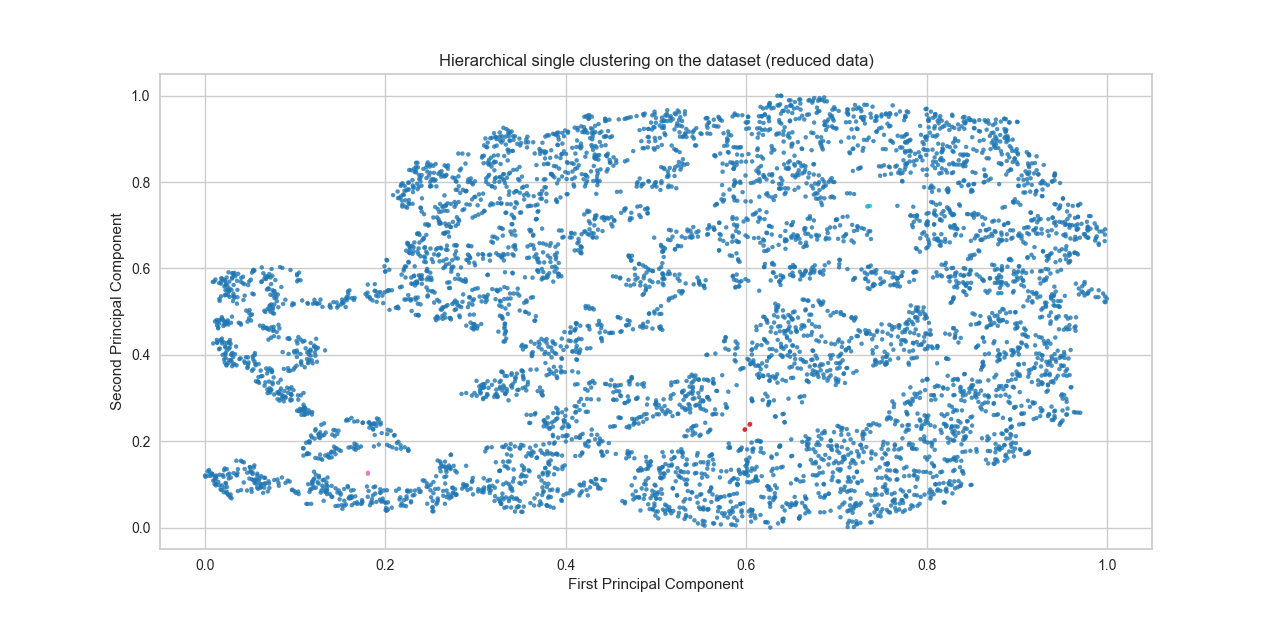 Hierarchical single clustering on the dataset (reduced data)
1.0
0.8
0.6
0.4
0.2
0.0
Second Principal Component
0.0 0.2 0.4 0.6 0.8 1.0
First Principal Component